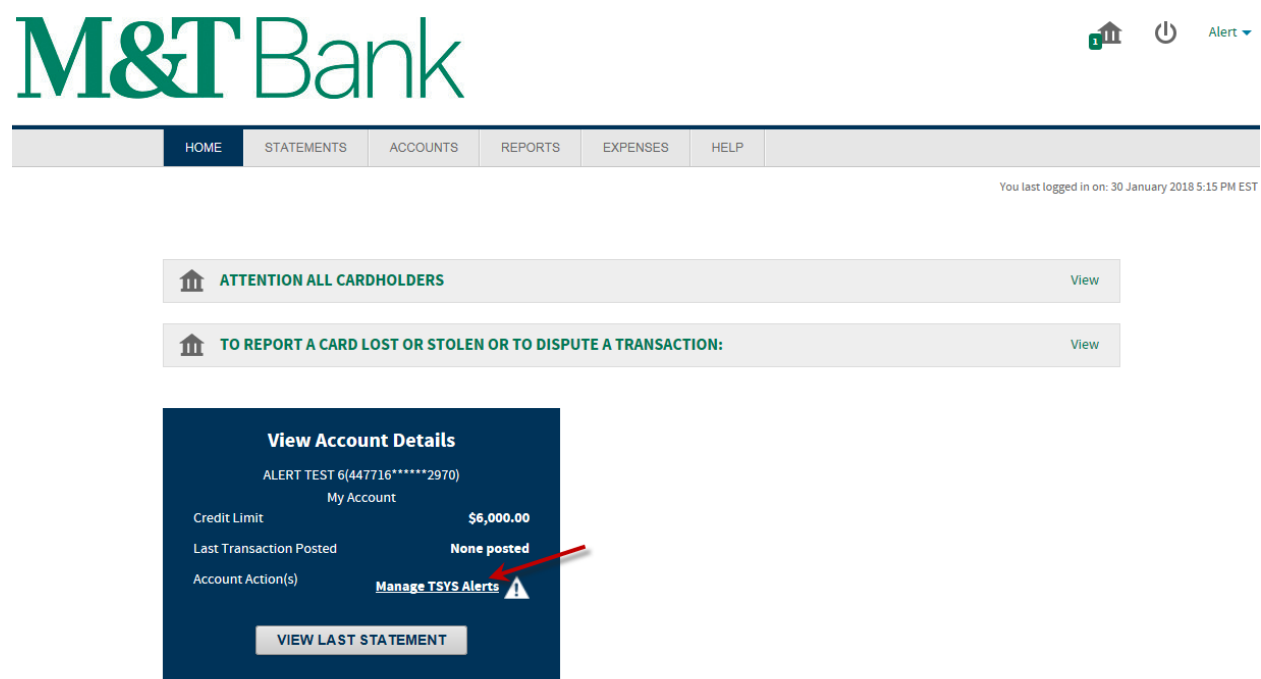 M&T Bank
1
Alert
HOME STATEMENTS ACCOUNTS REPORTS EXPENSES HELP
You last logged in on: 30 January 2018 5:15 PM EST
ATTENTION ALL CARDHOLDERS View
TO REPORT A CARD LOST OR STOLEN OR TO DISPUTE A TRANSACTION: View
View Account Details
ALERT TEST 6(447716******2970)
My Account
Credit Limit $6,000.00
Last Transaction Posted None posted
Account Action(s) Manage TSYS Alerts
VIEW LAST STATEMENT